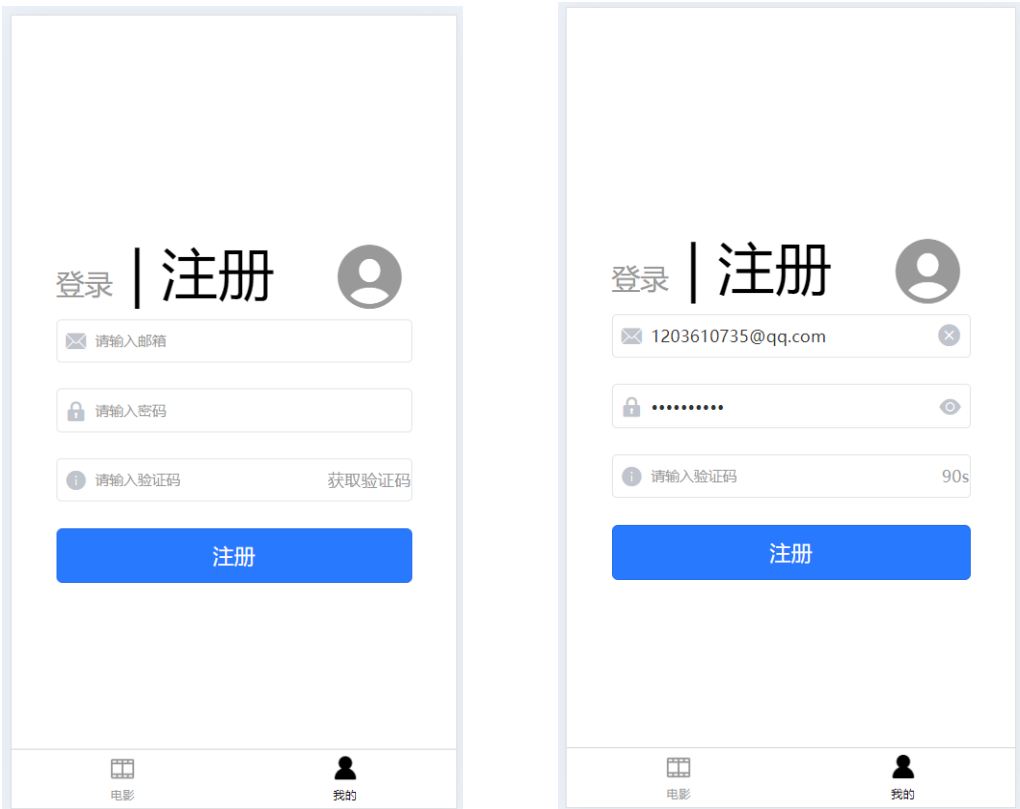 登录 | 注册
请输入邮箱
请输入密码
请输入验证码 获取验证码
注册
电影 我的
登录 | 注册
1203610735@qq.com
••••••••••
请输入验证码 90s
注册
电影 我的